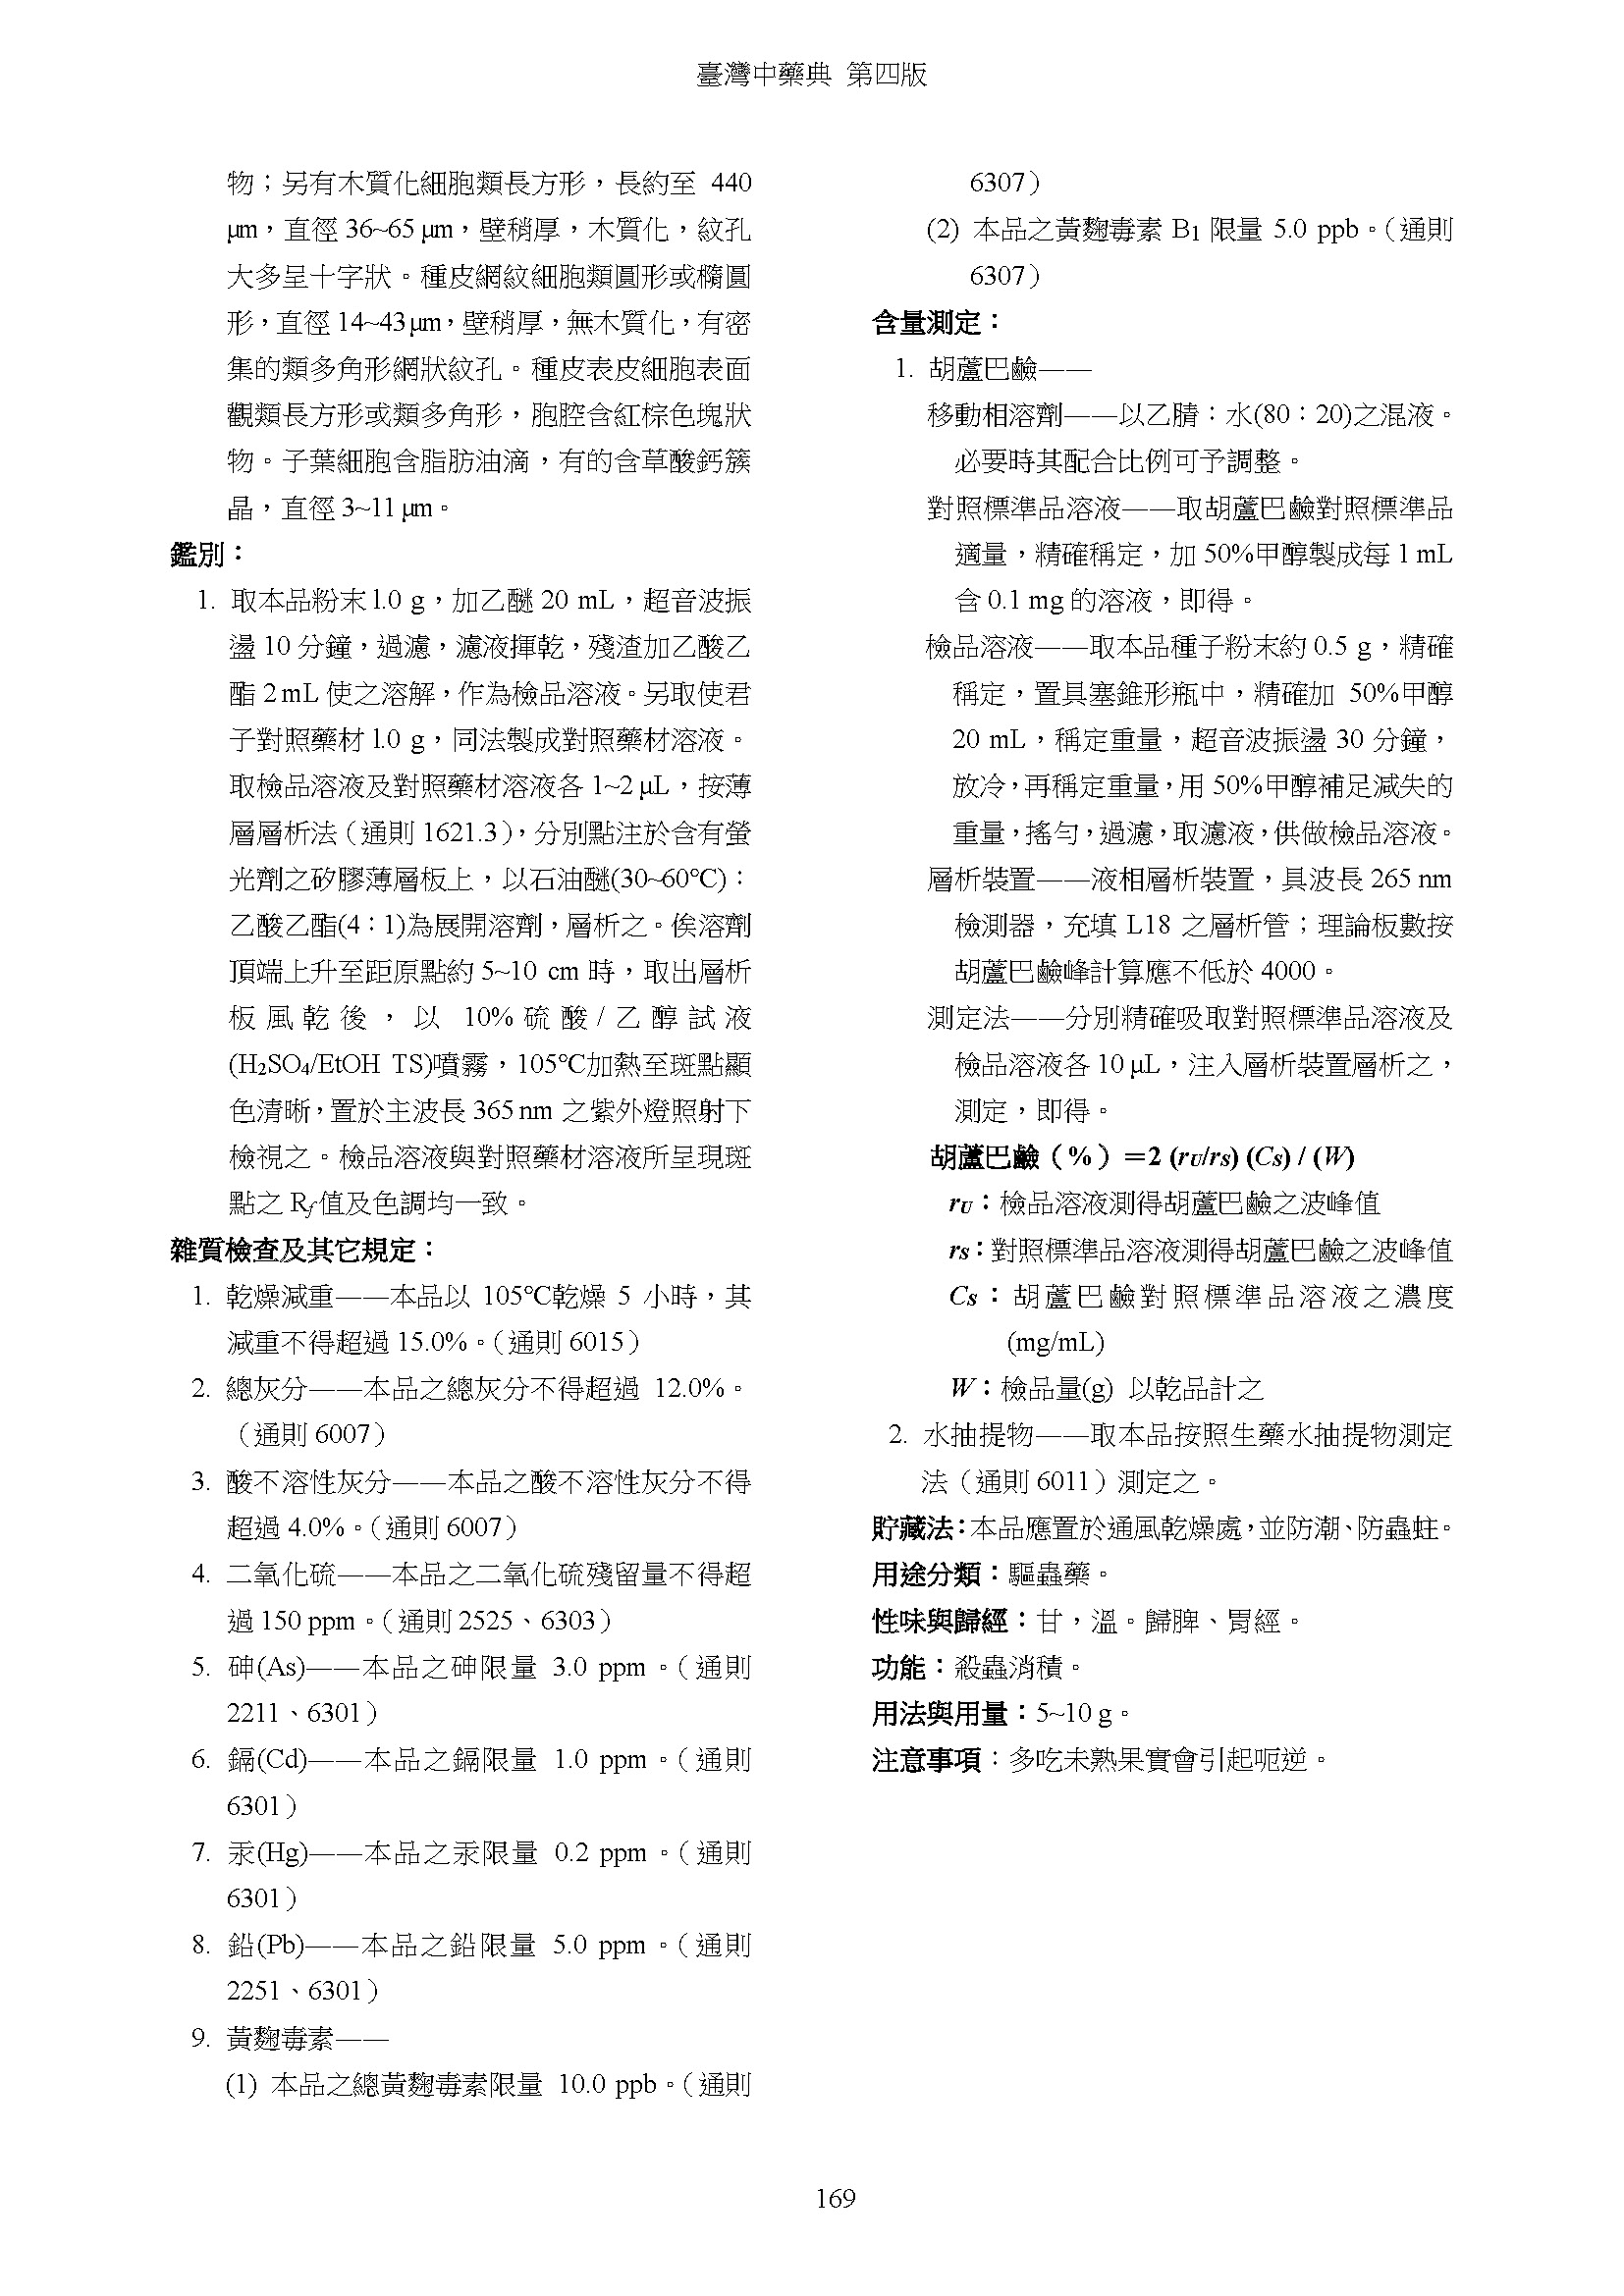 臺灣中藥典 第四版
物；另有木質化細胞類長方形，長約至 440
μm，直徑 36~65 μm，壁稍厚，木質化，紋孔
大多呈十字狀。種皮網紋細胞類圓形或橢圓
形，直徑 14~43 μm，壁稍厚，無木質化，有密
集的類多角形網狀紋孔。種皮表皮細胞表面
觀類長方形或類多角形，胞腔含紅棕色塊狀
物。子葉細胞含脂肪油滴，有的含草酸鈣簇
晶，直徑 3~11 μm。
鑑別：
1. 取本品粉末 1.0 g，加乙醚 20 mL，超音波振
盪 10 分鐘，過濾，濾液揮乾，殘渣加乙酸乙
酯 2 mL 使之溶解，作為檢品溶液。另取使君
子對照藥材 1.0 g，同法製成對照藥材溶液。
取檢品溶液及對照藥材溶液各 1~2 μL，按薄
層層析法（通則 1621.3），分別點注於含有螢
光劑之矽膠薄層板上，以石油醚(30~60°C)：
乙酸乙酯(4：1)為展開溶劑，層析之。俟溶劑
頂端上升至距原點約 5~10 cm 時，取出層析
板風乾後，以 10%硫酸/乙醇試液
(H₂SO₄/EtOH TS)噴霧，105°C加熱至斑點顯
色清晰，置於主波長 365 nm 之紫外燈照射下
檢視之。檢品溶液與對照藥材溶液所呈現斑
點之 Rf 值及色調均一致。
雜質檢查及其它規定：
1. 乾燥減重——本品以 105°C乾燥 5 小時，其
減重不得超過 15.0%。（通則 6015）
2. 總灰分——本品之總灰分不得超過 12.0%。
（通則 6007）
3. 酸不溶性灰分——本品之酸不溶性灰分不得
超過 4.0%。（通則 6007）
4. 二氧化硫——本品之二氧化硫殘留量不得超
過 150 ppm。（通則 2525、6303）
5. 砷(As)——本品之砷限量 3.0 ppm。（通則
2211、6301）
6. 鎘(Cd)——本品之鎘限量 1.0 ppm。（通則
6301）
7. 汞(Hg)——本品之汞限量 0.2 ppm。（通則
6301）
8. 鉛(Pb)——本品之鉛限量 5.0 ppm。（通則
2251、6301）
9. 黃麴毒素——
(1) 本品之總黃麴毒素限量 10.0 ppb。（通則
6307）
(2) 本品之黃麴毒素 B₁ 限量 5.0 ppb。（通則
6307）
含量測定：
1. 胡蘆巴鹼——
移動相溶劑——以乙腈：水(80：20)之混液。
必要時其配合比例可予調整。
對照標準品溶液——取胡蘆巴鹼對照標準品
適量，精確稱定，加 50%甲醇製成每 1 mL
含 0.1 mg 的溶液，即得。
檢品溶液——取本品種子粉末約 0.5 g，精確
稱定，置具塞錐形瓶中，精確加 50%甲醇
20 mL，稱定重量，超音波振盪 30 分鐘，
放冷，再稱定重量，用 50%甲醇補足減失的
重量，搖勻，過濾，取濾液，供做檢品溶液。
層析裝置——液相層析裝置，具波長 265 nm
檢測器，充填 L18 之層析管；理論板數按
胡蘆巴鹼峰計算應不低於 4000。
測定法——分別精確吸取對照標準品溶液及
檢品溶液各 10 μL，注入層析裝置層析之，
測定，即得。
胡蘆巴鹼（%）＝2 (rU/rS) (CS) / (W)
rU：檢品溶液測得胡蘆巴鹼之波峰值
rS：對照標準品溶液測得胡蘆巴鹼之波峰值
CS：胡蘆巴鹼對照標準品溶液之濃度
(mg/mL)
W：檢品量(g) 以乾品計之
2. 水抽提物——取本品按照生藥水抽提物測定
法（通則 6011）測定之。
貯藏法：本品應置於通風乾燥處，並防潮、防蟲蛀。
用途分類：驅蟲藥。
性味與歸經：甘，溫。歸脾、胃經。
功能：殺蟲消積。
用法與用量：5~10 g。
注意事項：多吃未熟果實會引起呃逆。
169